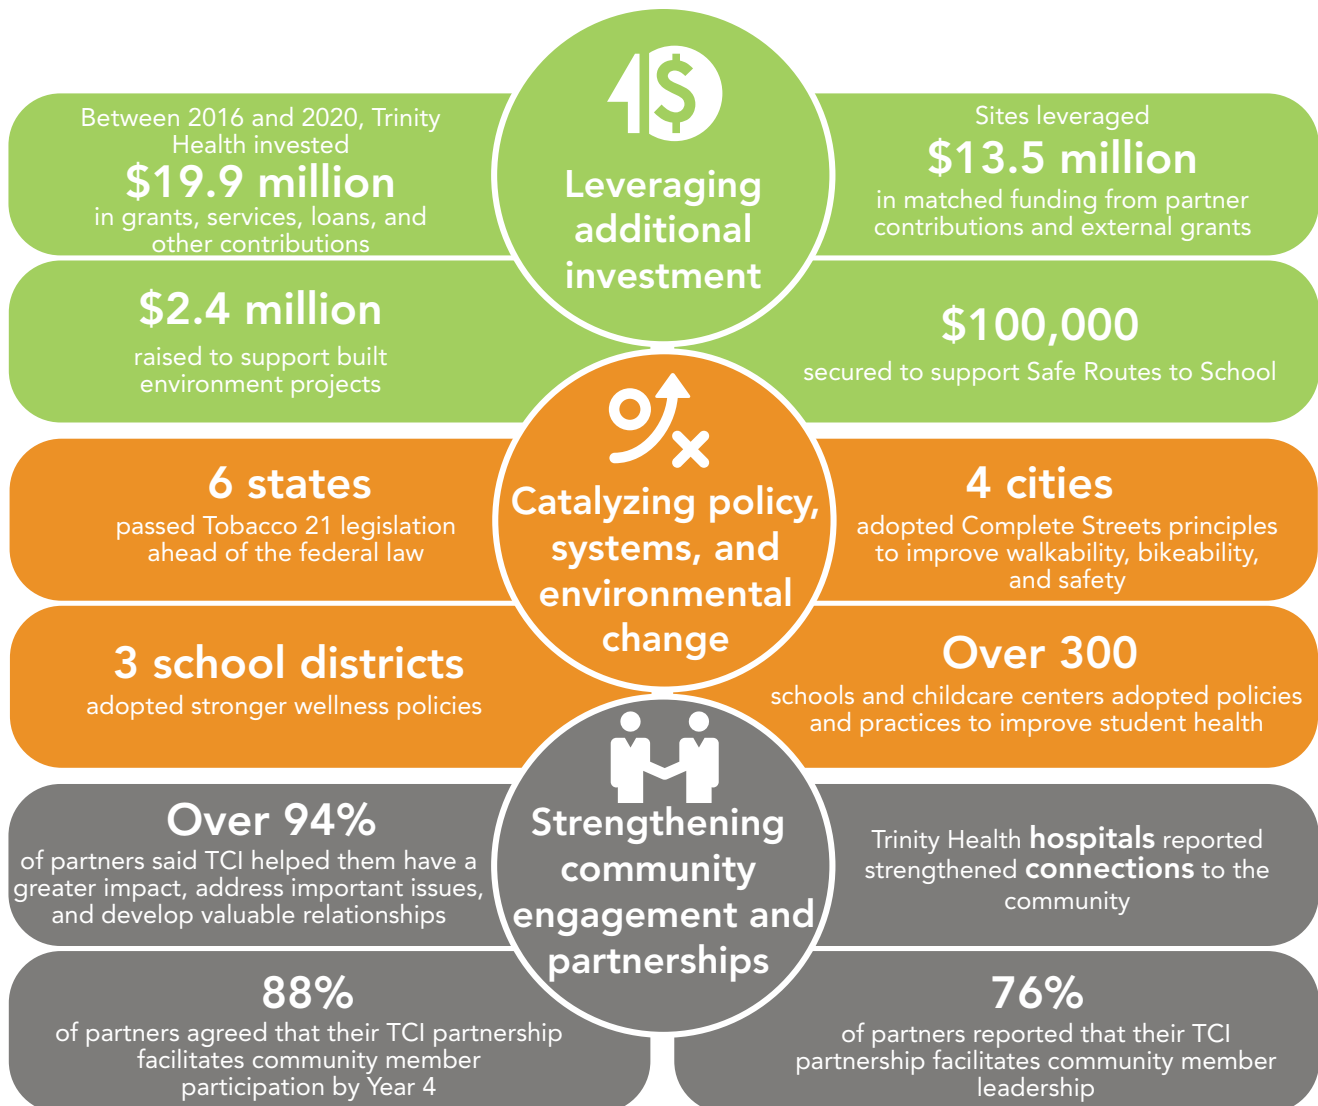 Between 2016 and 2020, Trinity
Health invested
$19.9 million
in grants, services, loans, and
other contributions
$
Leveraging
additional
investment
Sites leveraged
$13.5 million
in matched funding from partner
contributions and external grants
$2.4 million
raised to support built
environment projects
$100,000
secured to support Safe Routes to School
6 states
passed Tobacco 21 legislation
ahead of the federal law
Catalyzing policy,
systems, and
environmental
change
4 cities
adopted Complete Streets principles
to improve walkability, bikeability,
and safety
3 school districts
adopted stronger wellness policies
Over 300
schools and childcare centers adopted policies
and practices to improve student health
Over 94%
of partners said TCI helped them have a
greater impact, address important issues,
and develop valuable relationships
Strengthening
community
engagement and
partnerships
Trinity Health hospitals reported
strengthened connections to the
community
88%
of partners agreed that their TCI partnership
facilitates community member
participation by Year 4
76%
of partners reported that their TCI
partnership facilitates community member
leadership